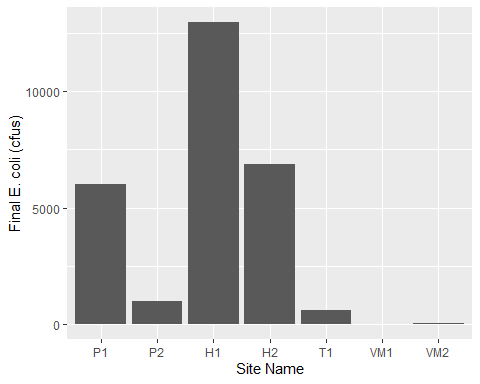 Final E. coli (cfus)
10000
5000
0
P1 P2 H1 H2 T1 VM1 VM2
Site Name